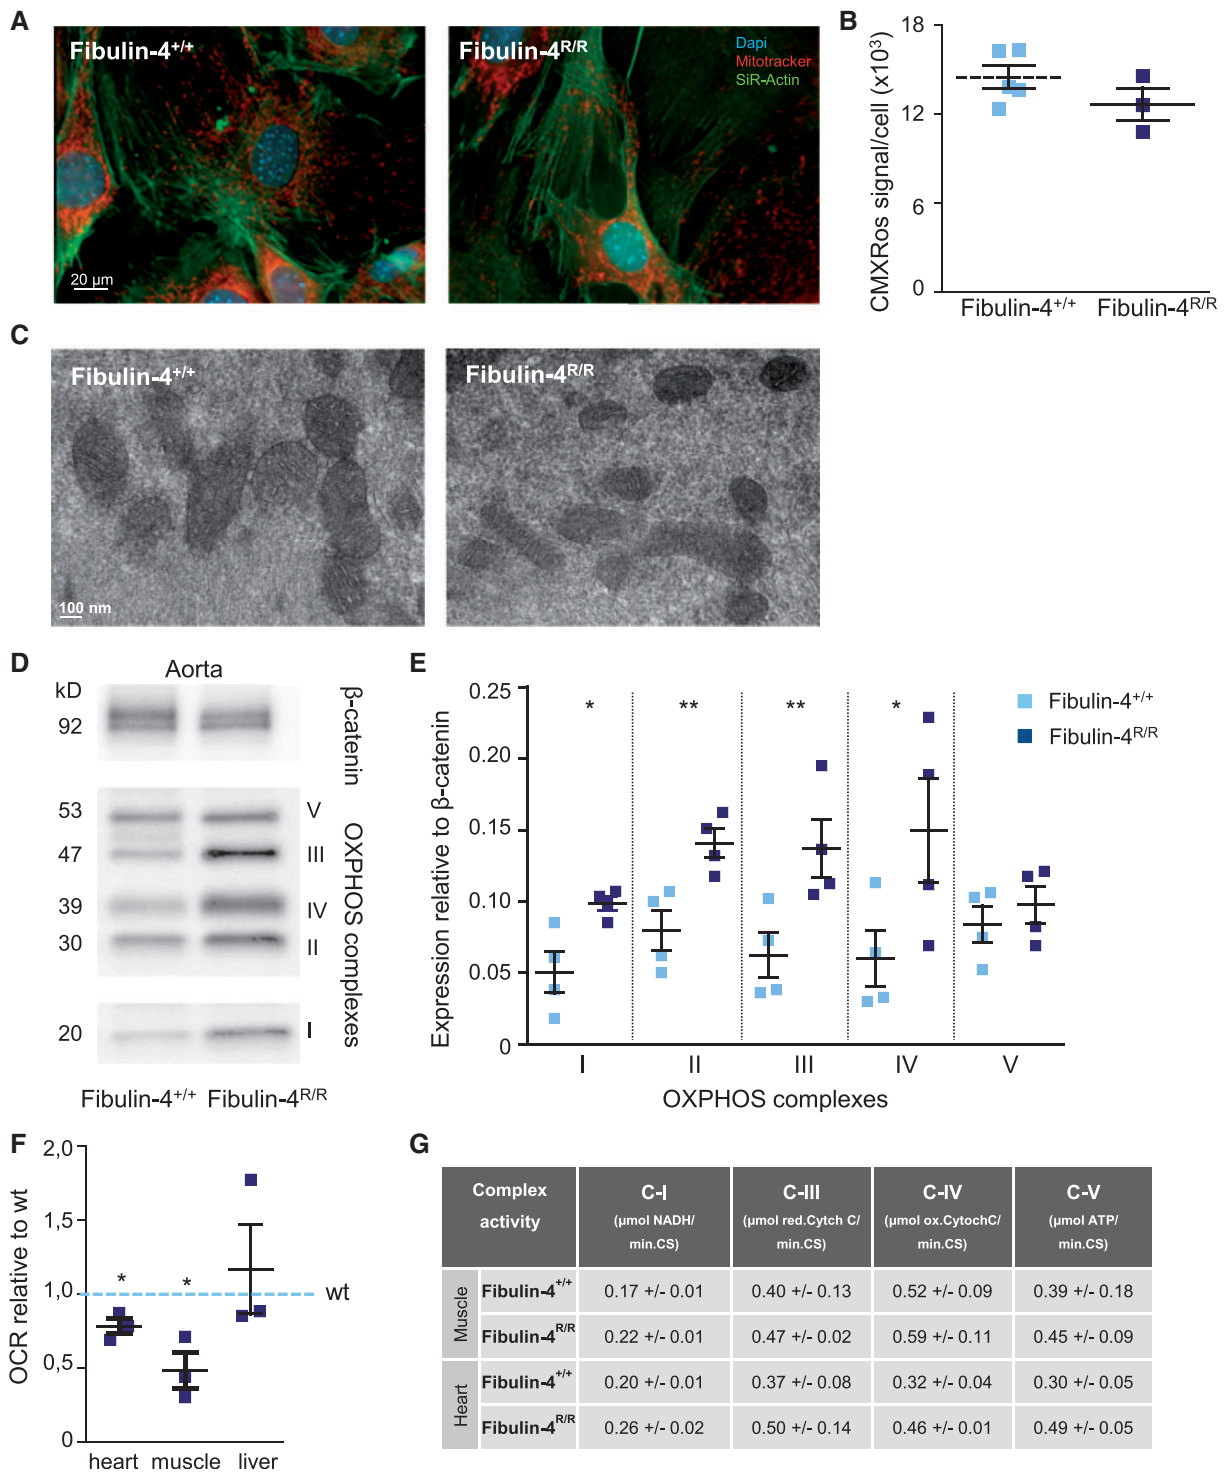 A
Fibulin-4+/+
20 µm
Fibulin-4R/R
Dapi
Mitotracker
SiR-Actin
B
CMXRos signal/cell (x10³)
18
12
6
0
Fibulin-4+/+
Fibulin-4R/R
C
Fibulin-4+/+
100 nm
Fibulin-4R/R
D
Aorta
kD
92
53
47
39
30
20
β-catenin
V
III
IV
II
I
OXPHOS complexes
Fibulin-4+/+ Fibulin-4R/R
E
Expression relative to β-catenin
0.25
0.20
0.15
0.10
0.05
0
* ** ** *
I II III IV V
OXPHOS complexes
Fibulin-4+/+
Fibulin-4R/R
F
OCR relative to wt
2,0
1,5
1,0
0,5
0
* *
wt
heart muscle liver
G
Complex activity
C-I (µmol NADH/ min.CS)
C-III (µmol red.Cytch C/ min.CS)
C-IV (µmol ox.CytochC/ min.CS)
C-V (µmol ATP/ min.CS)
Muscle
Fibulin-4+/+ 0.17 +/- 0.01 0.40 +/- 0.13 0.52 +/- 0.09 0.39 +/- 0.18
Fibulin-4R/R 0.22 +/- 0.01 0.47 +/- 0.02 0.59 +/- 0.11 0.45 +/- 0.09
Heart
Fibulin-4+/+ 0.20 +/- 0.01 0.37 +/- 0.08 0.32 +/- 0.04 0.30 +/- 0.05
Fibulin-4R/R 0.26 +/- 0.02 0.50 +/- 0.14 0.46 +/- 0.01 0.49 +/- 0.05